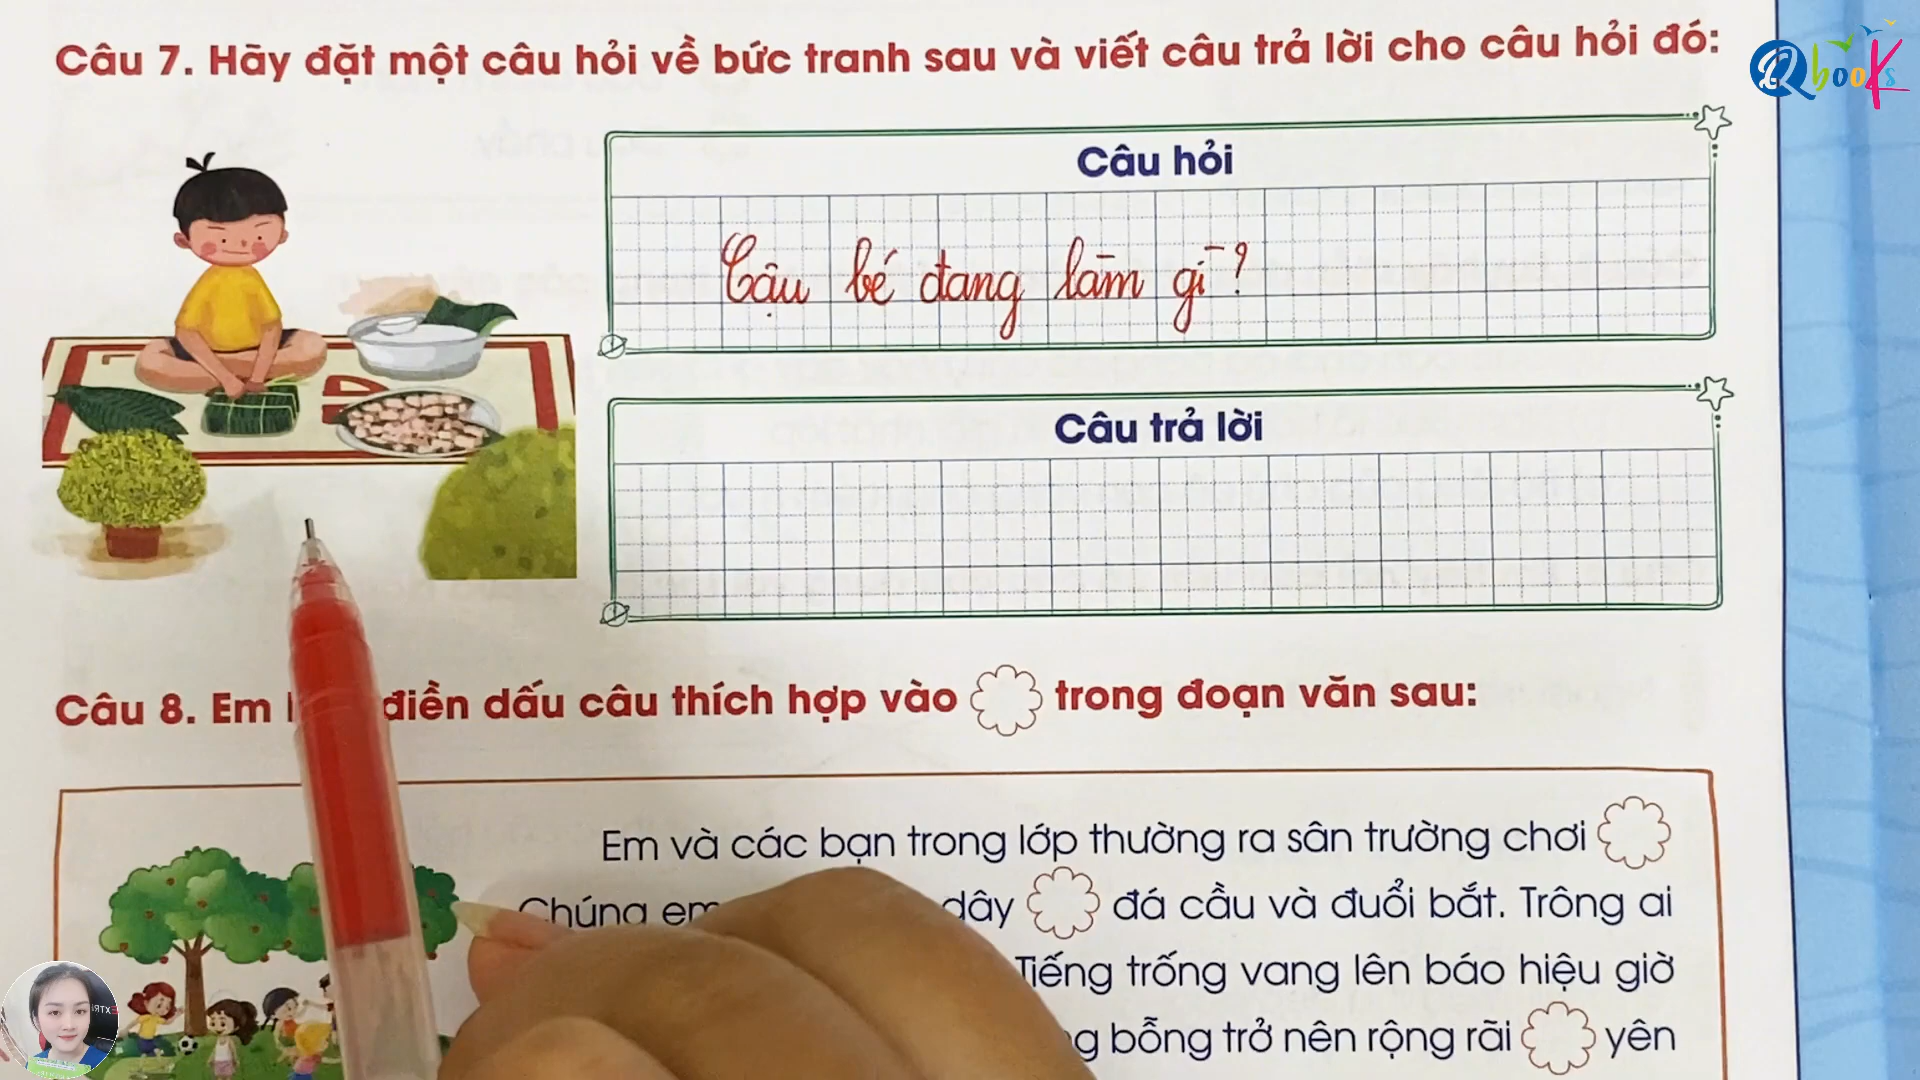 Câu 7. Hãy đặt một câu hỏi về bức tranh sau và viết câu trả lời cho câu hỏi đó:
Qbooks
Câu hỏi
Cậu bé đang làm gì?
Câu trả lời
Câu 8. Em điền dấu câu thích hợp vào trong đoạn văn sau:
Em và các bạn trong lớp thường ra sân trường chơi
Chúng em dây đá cầu và đuổi bắt. Trông ai
Tiếng trống vang lên báo hiệu giờ
bỗng trở nên rộng rãi yên